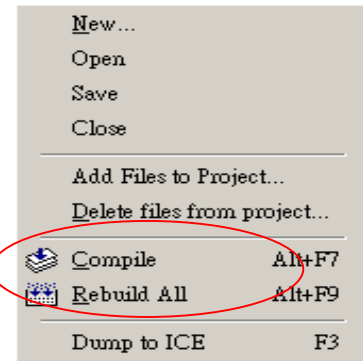 New...
Open
Save
Close
Add Files to Project...
Delete files from project...
Compile Alt+F7
Rebuild All Alt+F9
Dump to ICE F3